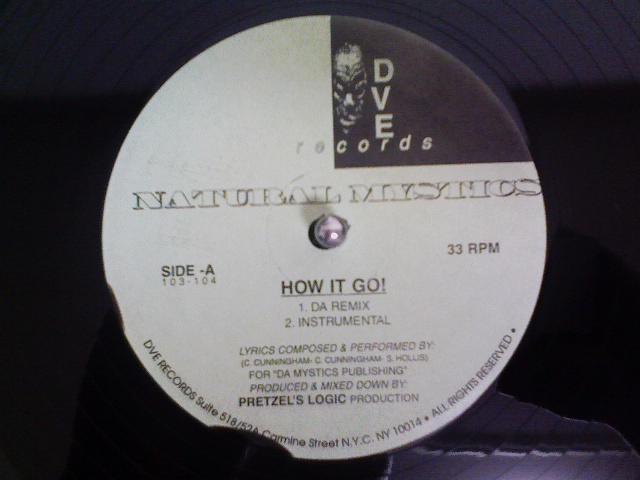 DVE
records
NATURAL MYSTICS
SIDE -A
103-104
33 RPM
HOW IT GO!
1. DA REMIX
2. INSTRUMENTAL
LYRICS COMPOSED & PERFORMED BY:
(C. CUNNINGHAM- C. CUNNINGHAM- S. HOLLIS)
FOR "DA MYSTICS PUBLISHING"
PRODUCED & MIXED DOWN BY:
PRETZEL'S LOGIC PRODUCTION
DVE RECORDS Suite 518/52A Carmine Street N.Y.C. NY 10014 • ALL RIGHTS RESERVED •